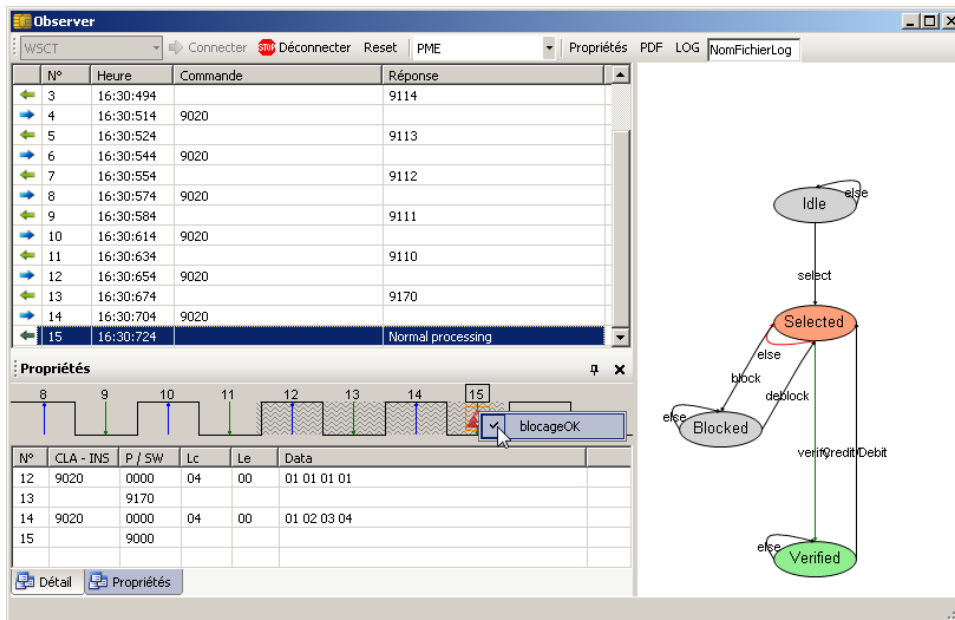 Observer
WSCT Connecter STOP Déconnecter Reset PME Propriétés PDF LOG NomFichierLog
N° Heure Commande Réponse
3 16:30:494 9114
4 16:30:514 9020
5 16:30:524 9113
6 16:30:544 9020
7 16:30:554 9112
8 16:30:574 9020
9 16:30:584 9111
10 16:30:614 9020
11 16:30:634 9110
12 16:30:654 9020
13 16:30:674 9170
14 16:30:704 9020
15 16:30:724 Normal processing
Propriétés
8 9 10 11 12 13 14 15
blocageOK
N° CLA - INS P / SW Lc Le Data
12 9020 0000 04 00 01 01 01 01
13 9170
14 9020 0000 04 00 01 02 03 04
15 9000
Détail Propriétés
else
Idle
select
Selected
else
block
deblock
else
Blocked
verify Credit/Debit
else
Verified